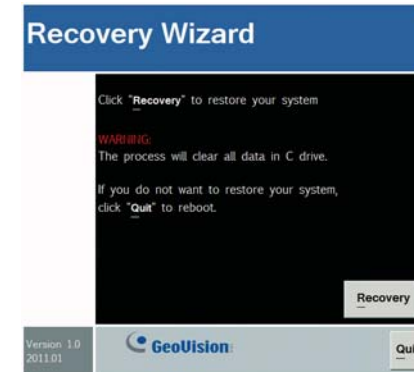 Recovery Wizard
Click "Recovery" to restore your system
WARNING:
The process will clear all data in C drive.
If you do not want to restore your system,
click "Quit" to reboot.
Recovery
Version 1.0
2011.01
GeoVision
Qui